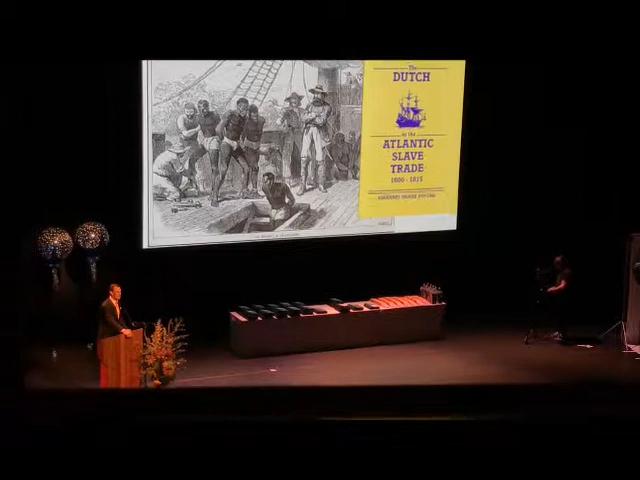 The
DUTCH
in the
ATLANTIC
SLAVE
TRADE
1600-1815